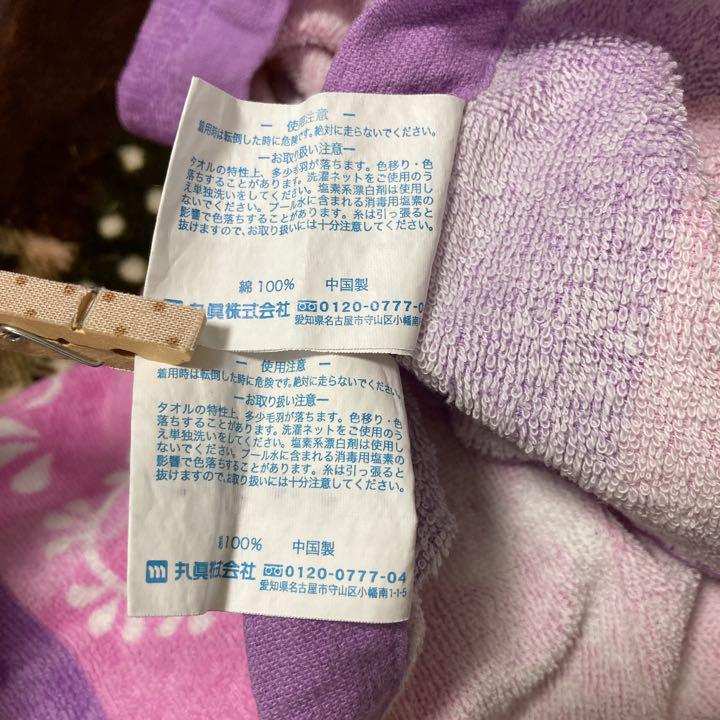 ― 使用注意 ―
着用時は転倒した時に危険です。絶対に走らないでください。
―お取り扱い注意―
タオルの特性上、多少毛羽が落ちます。色移り・色
落ちすることがあります。洗濯ネットをご使用のう
え単独洗いをしてください。塩素系漂白剤は使用し
ないでください。プール水に含まれる消毒用塩素の
影響で色落ちすることがあります。糸は引っ張ると
抜けますので、お取り扱いには十分注意してください。
綿 100% 中国製
丸眞株式会社 0120-0777-0
愛知県名古屋市守山区小幡南1
― 使用注意 ―
着用時は転倒した時に危険です。絶対に走らないでください。
―お取り扱い注意―
タオルの特性上、多少毛羽が落ちます。色移り・色
落ちすることがあります。洗濯ネットをご使用のう
え単独洗いをしてください。塩素系漂白剤は使用し
ないでください。プール水に含まれる消毒用塩素の
影響で色落ちすることがあります。糸は引っ張ると
抜けますので、お取り扱いには十分注意してください。
綿100% 中国製
m 丸眞株式会社 0120-0777-04
愛知県名古屋市守山区小幡南1-1-5